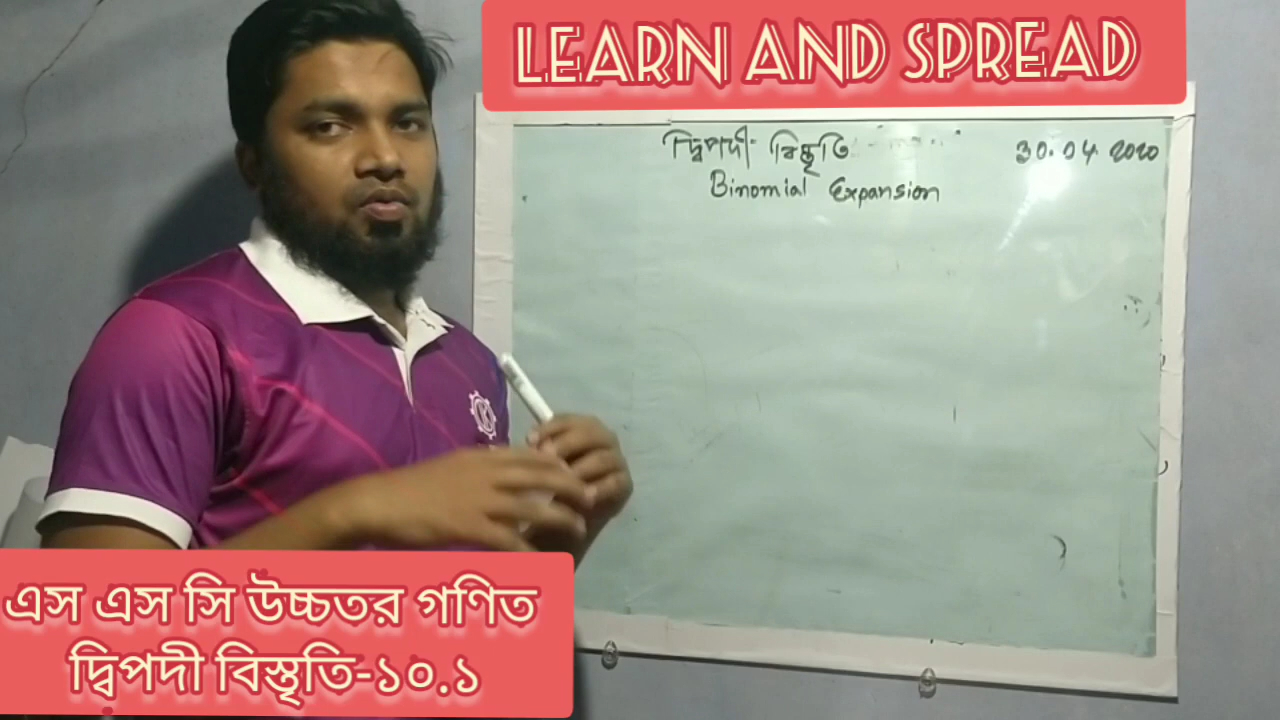 LEARN AND SPREAD
দ্বিপদী বিস্তৃতি
30.04.2020
Binomial Expansion
K
এস এস সি উচ্চতর গণিত
দ্বিপদী বিস্তৃতি-১০.১